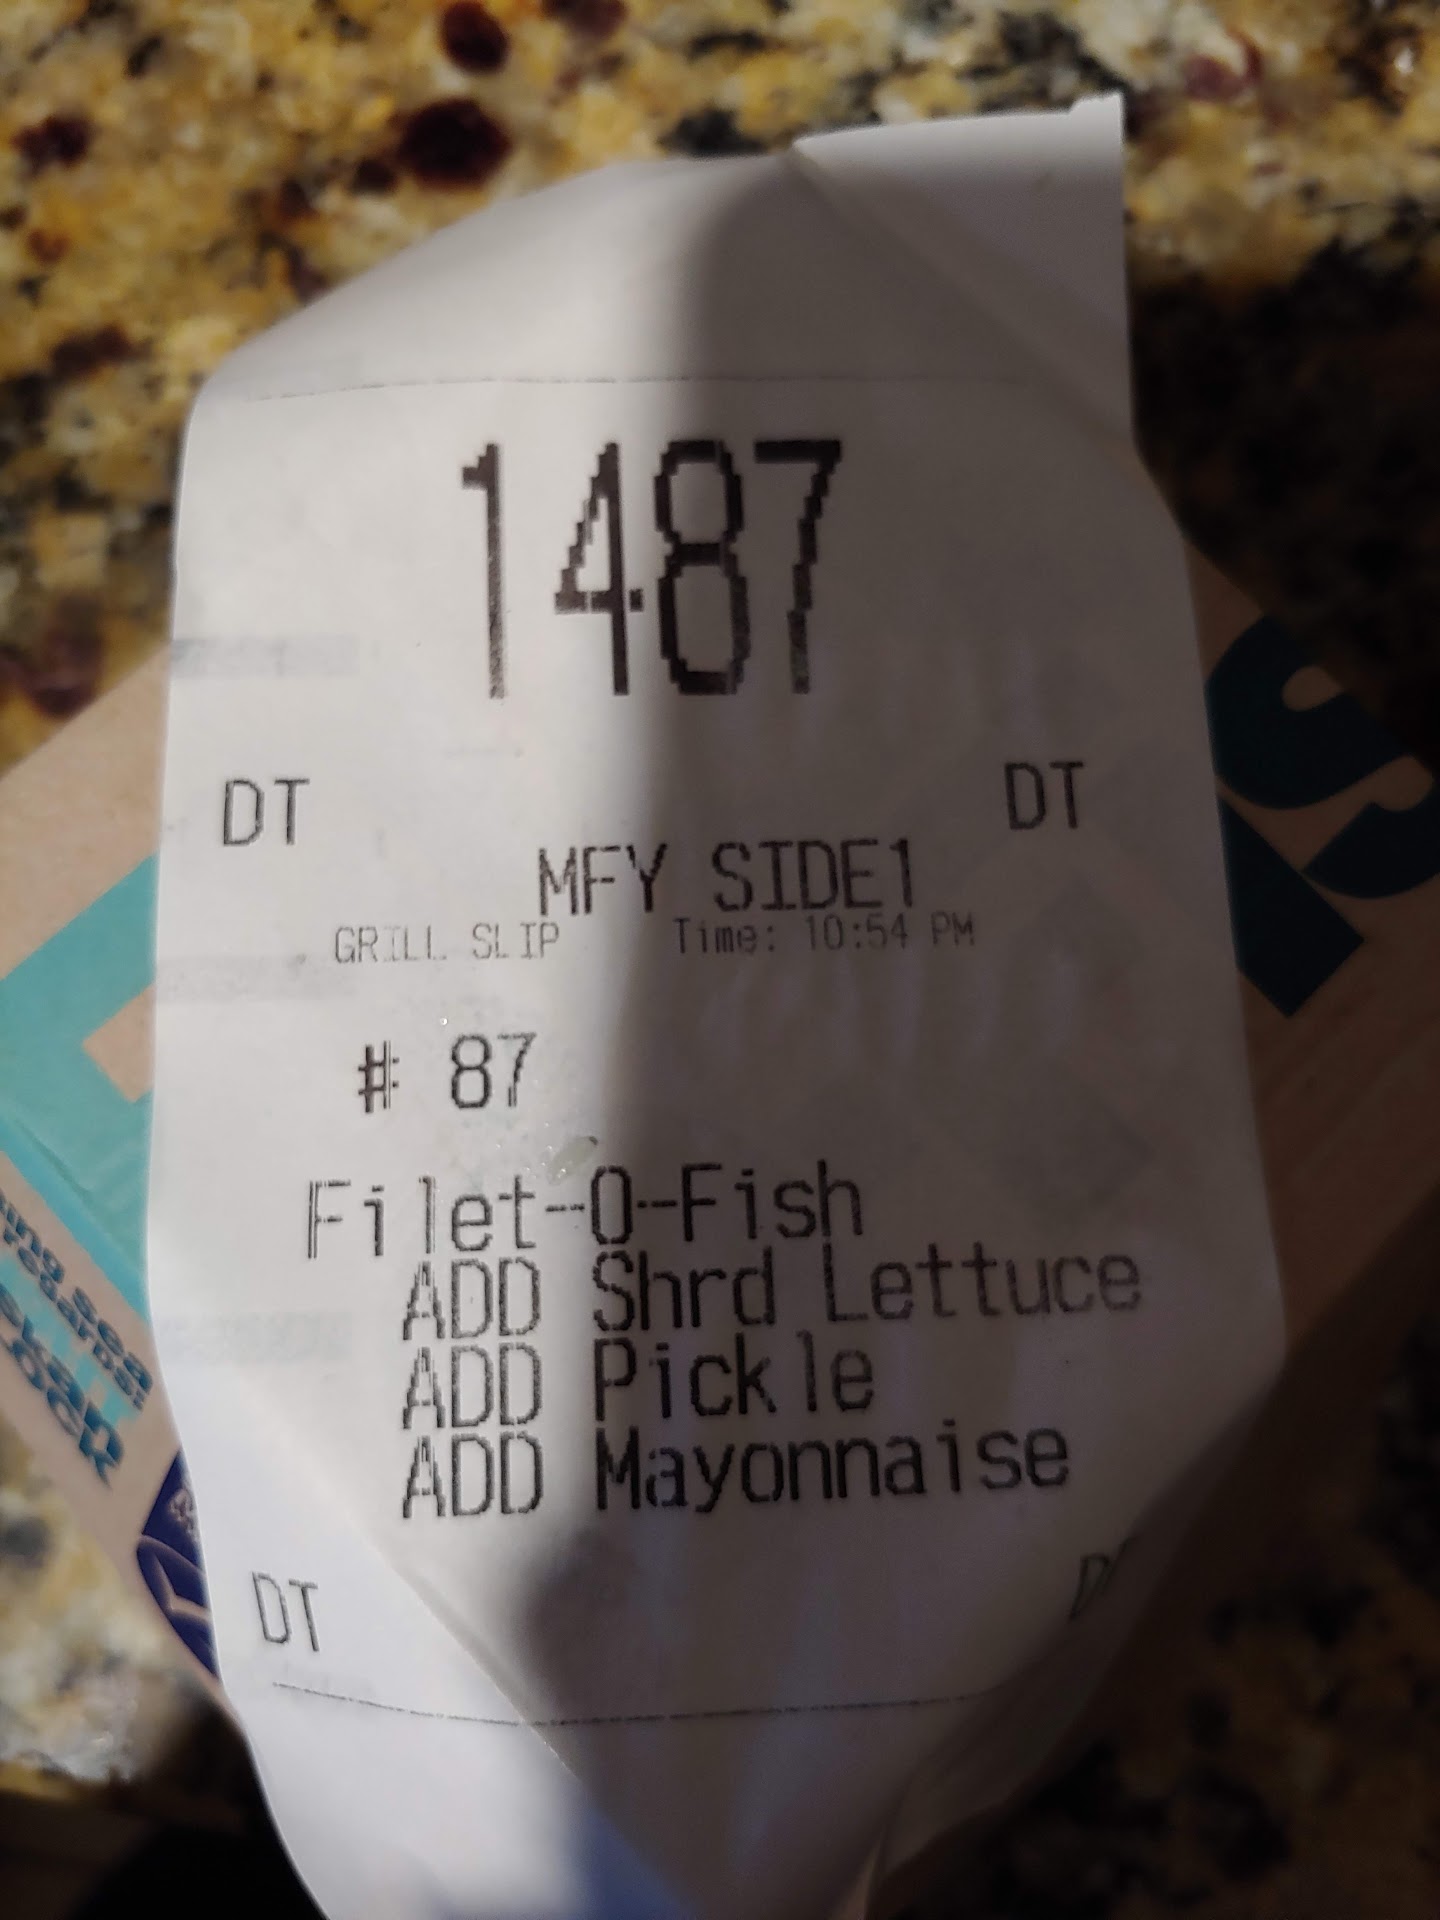 1487
DT DT
MFY SIDE1
GRILL SLIP Time: 10:54 PM
# 87
Filet-O-Fish
ADD Shrd Lettuce
ADD Pickle
ADD Mayonnaise
DT